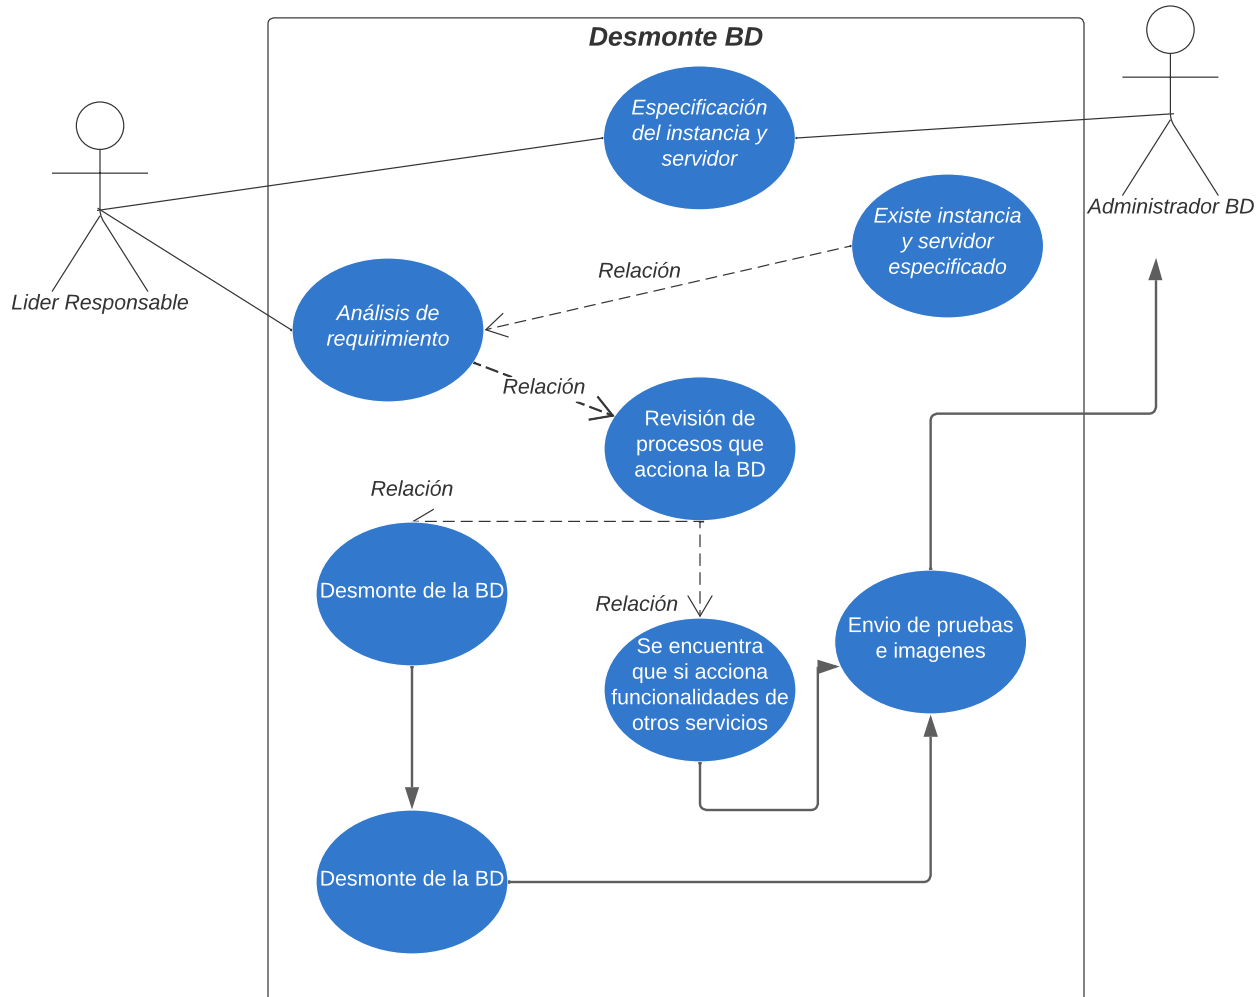 Desmonte BD
Especificación
del instancia y
servidor
Administrador BD
Existe instancia
y servidor
especificado
Relación
Lider Responsable
Análisis de
requirimiento
Relación
Revisión de
procesos que
acciona la BD
Relación
Desmonte de la BD
Relación
Se encuentra
que si acciona
funcionalidades de
otros servicios
Envio de pruebas
e imagenes
Desmonte de la BD